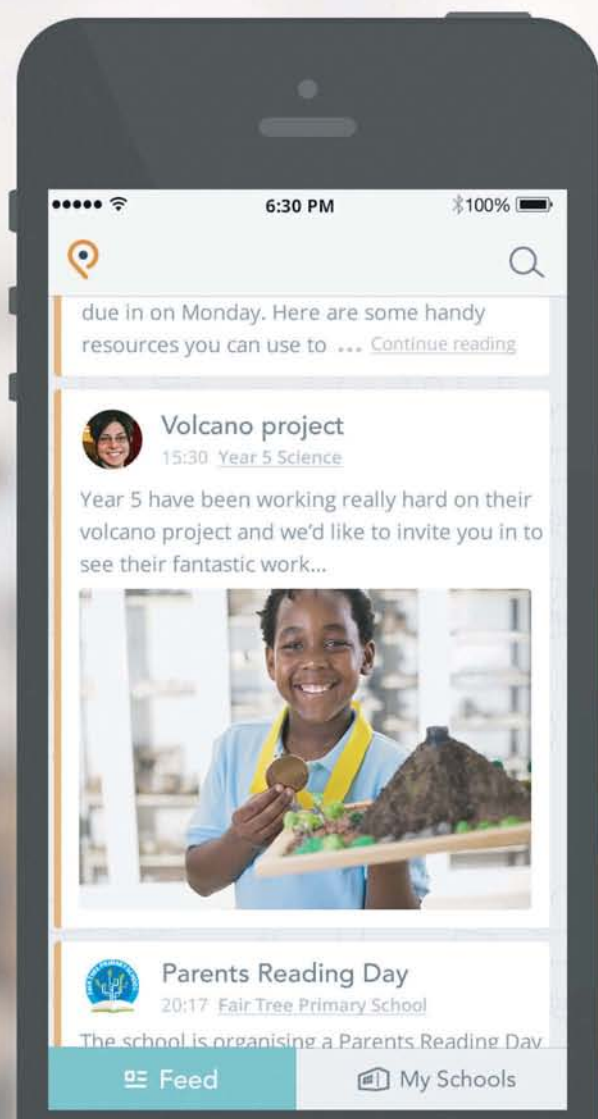 6:30 PM 100%
due in on Monday. Here are some handy
resources you can use to ... Continue reading
Volcano project
15:30 Year 5 Science
Year 5 have been working really hard on their
volcano project and we'd like to invite you in to
see their fantastic work...
Parents Reading Day
20:17 Fair Tree Primary School
The school is organising a Parents Reading Day
Feed My Schools